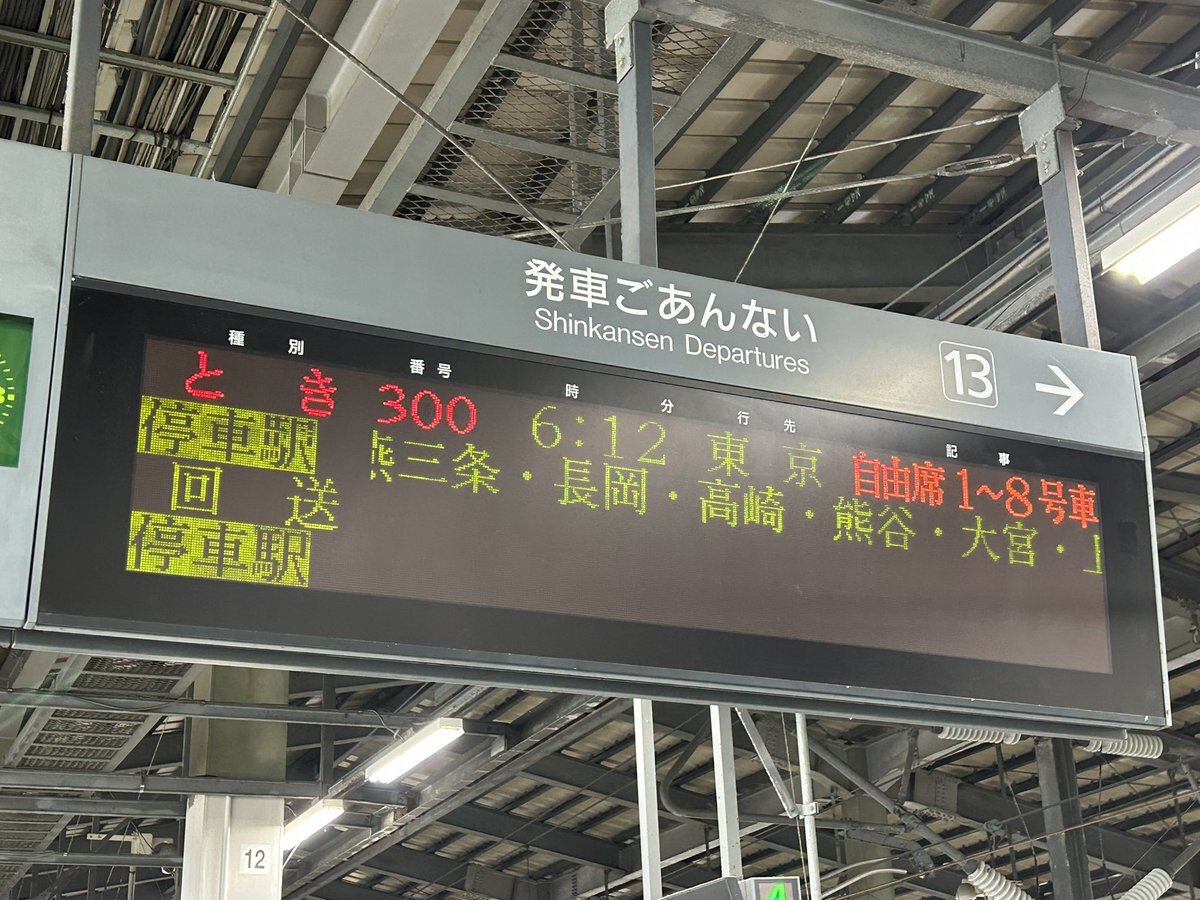 発車ごあんない
Shinkansen Departures
13 →
種別 番号 時 分 行先 記事
とき 300 6:12 東京 自由席 1～8号車
停車駅 三条・長岡・高崎・熊谷・大宮・
回送
停車駅
12